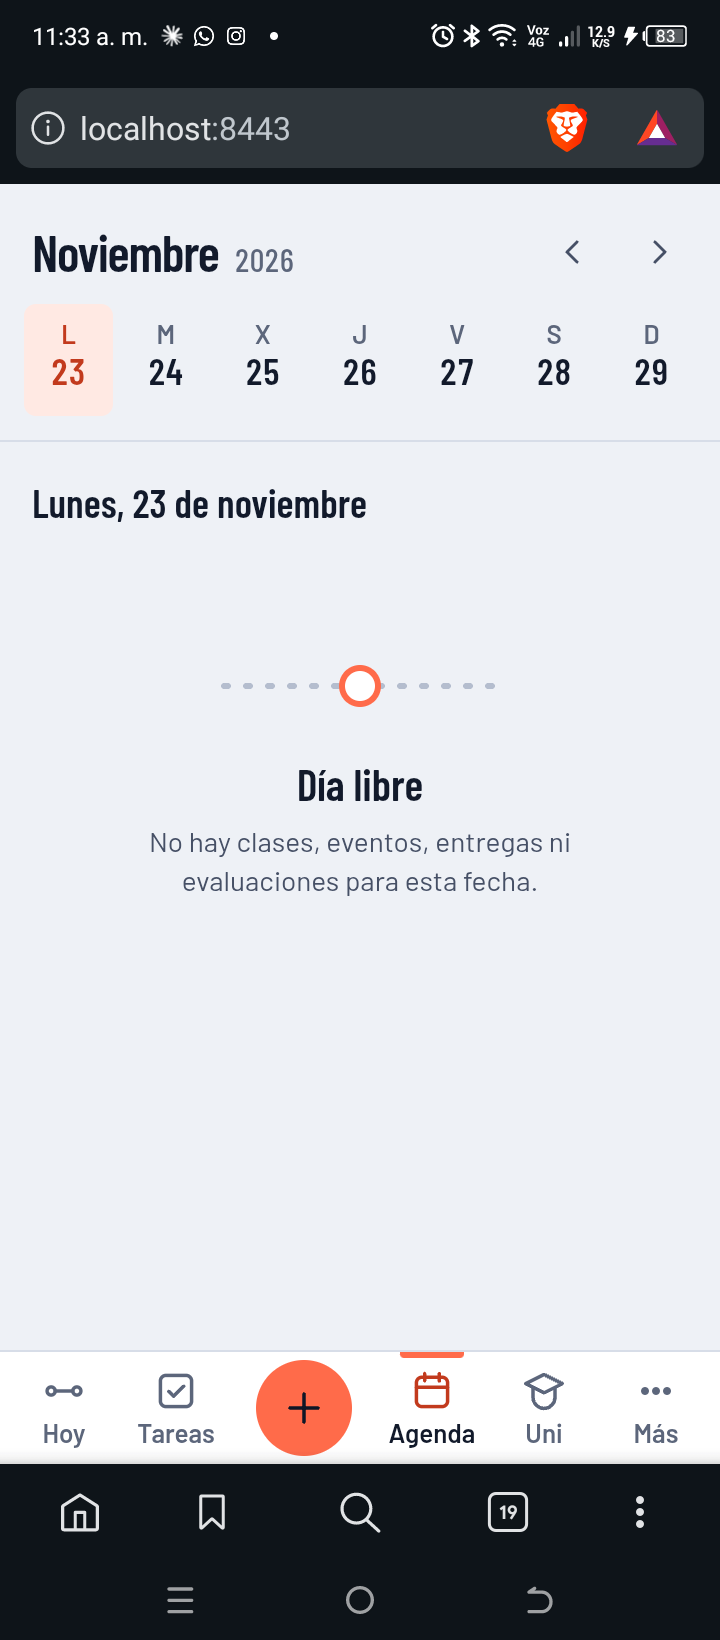 11:33 a. m.
Voz
4G
12.9
K/S
83
localhost:8443
Noviembre 2026
L M X J V S D
23 24 25 26 27 28 29
Lunes, 23 de noviembre
Día libre
No hay clases, eventos, entregas ni
evaluaciones para esta fecha.
Hoy Tareas Agenda Uni Más
19